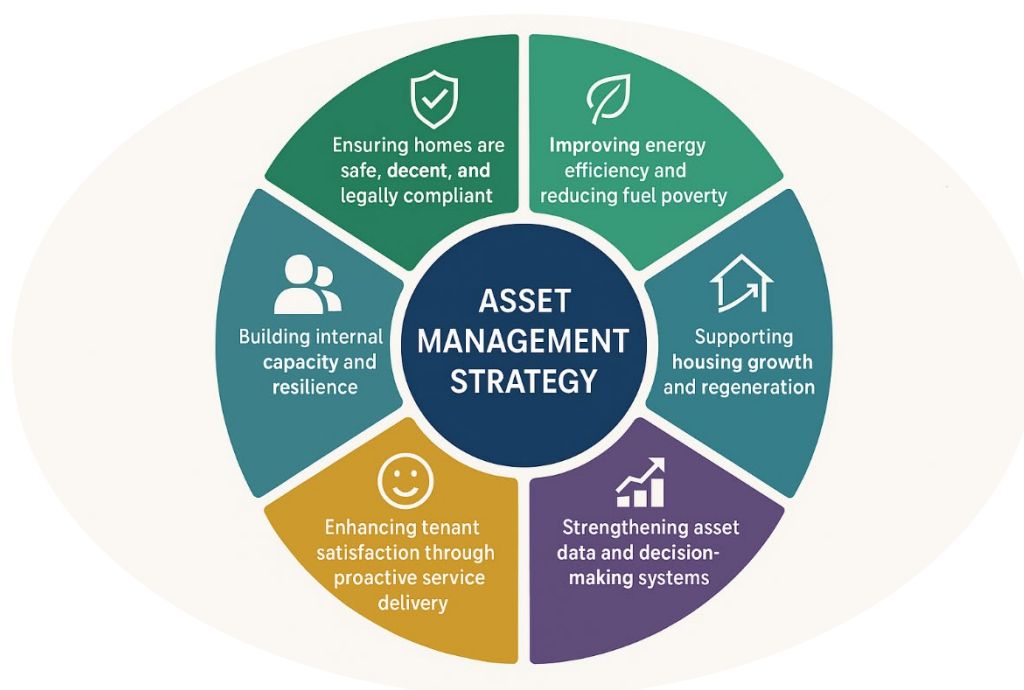 ASSET
MANAGEMENT
STRATEGY
Ensuring homes are
safe, decent, and
legally compliant
Improving energy
efficiency and
reducing fuel poverty
Supporting
housing growth
and regeneration
Strengthening asset
data and decision-
making systems
Enhancing tenant
satisfaction through
proactive service
delivery
Building internal
capacity and
resilience